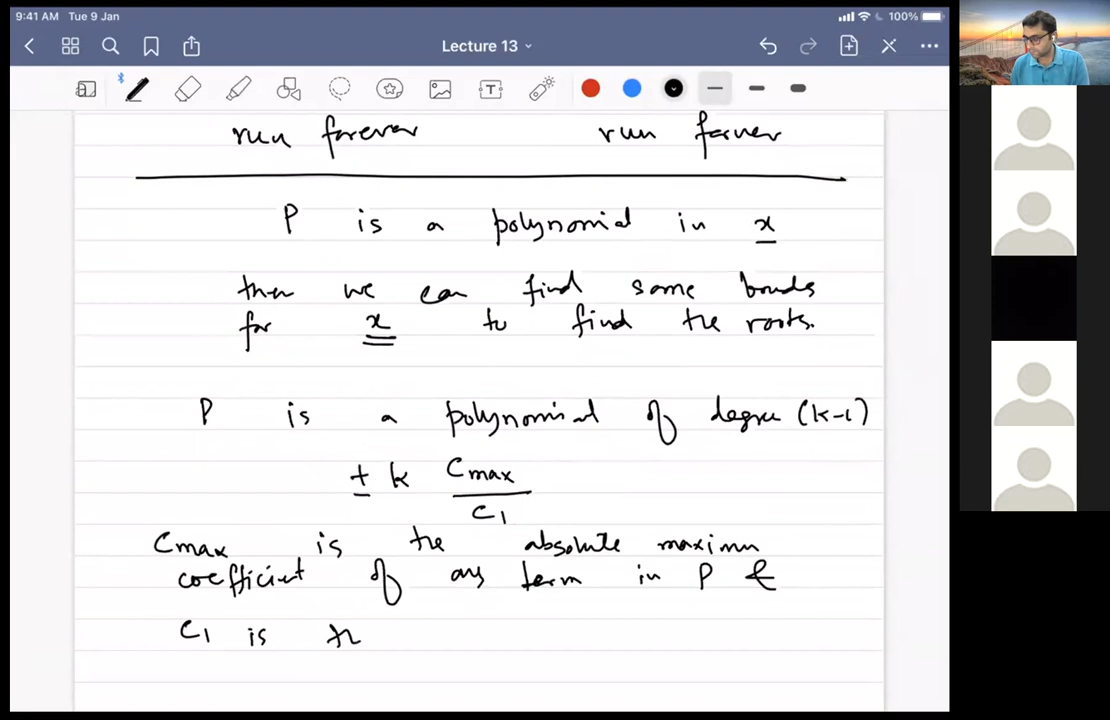 9:41 AM Tue 9 Jan
100%
Lecture 13
run forever run forever
P is a polynomial in x
then we can find some bounds
for x to find the roots.
P is a polynomial of degree (k-1)
± k Cmax
C1
Cmax is the absolute maximum
coefficient of any term in P &
C1 is th